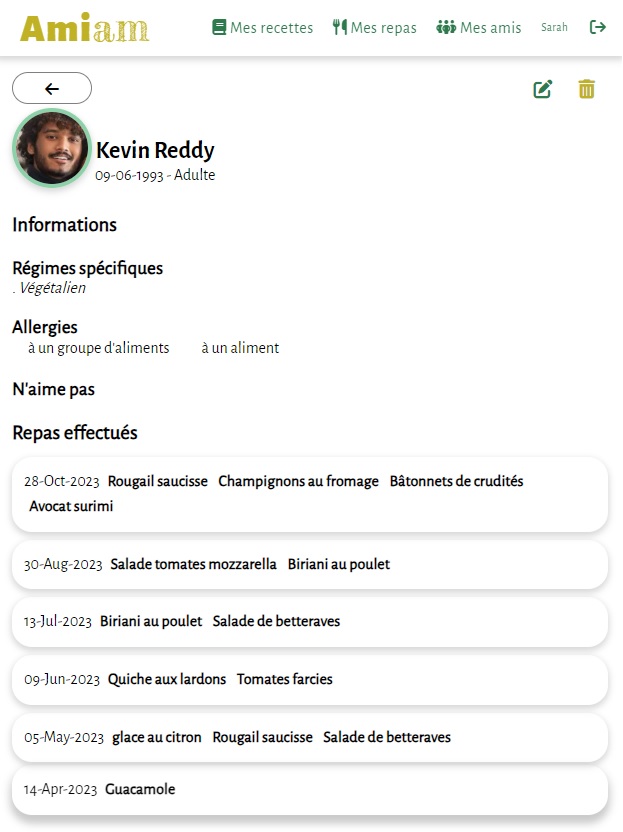 Amiam Mes recettes Mes repas Mes amis Sarah
Kevin Reddy
09-06-1993 - Adulte
Informations
Régimes spécifiques
. Végétalien
Allergies
à un groupe d'aliments à un aliment
N'aime pas
Repas effectués
28-Oct-2023 Rougail saucisse Champignons au fromage Bâtonnets de crudités
Avocat surimi
30-Aug-2023 Salade tomates mozzarella Biriani au poulet
13-Jul-2023 Biriani au poulet Salade de betteraves
09-Jun-2023 Quiche aux lardons Tomates farcies
05-May-2023 glace au citron Rougail saucisse Salade de betteraves
14-Apr-2023 Guacamole